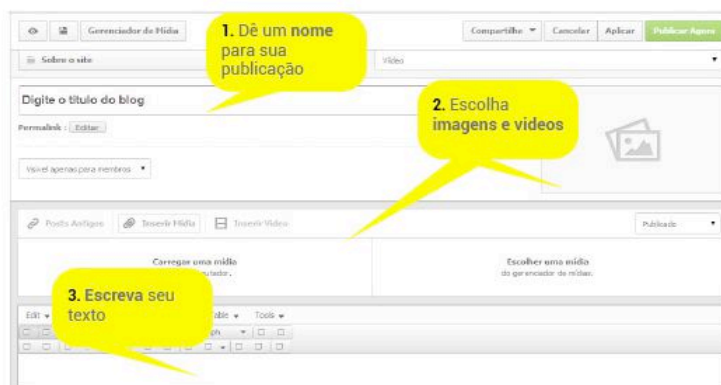 Gerenciador de Mídia
Compartilhe
Cancelar
Aplicar
Publicar Agora
1. Dê um nome
para sua
publicação
Sobre o site
Vídeo
Digite o título do blog
Permalink : Editar
2. Escolha
imagens e videos
Visível apenas para membros
Posts Antigos
Inserir Mídia
Inserir Vídeo
Publicado
Carregar uma mídia
Escolher uma mídia
do gerenciador de mídias.
3. Escreva seu
texto
Edit
Tools